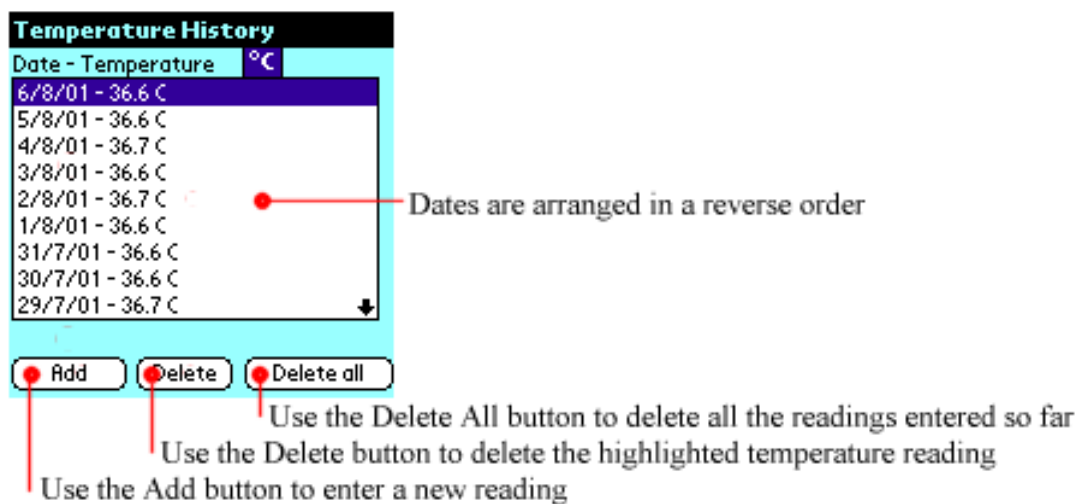 Temperature History
Date - Temperature °C
6/8/01 - 36.6 C
5/8/01 - 36.6 C
4/8/01 - 36.7 C
3/8/01 - 36.6 C
2/8/01 - 36.7 C
Dates are arranged in a reverse order
1/8/01 - 36.6 C
31/7/01 - 36.6 C
30/7/01 - 36.6 C
29/7/01 - 36.7 C
Add Delete Delete all
Use the Delete All button to delete all the readings entered so far
Use the Delete button to delete the highlighted temperature reading
Use the Add button to enter a new reading